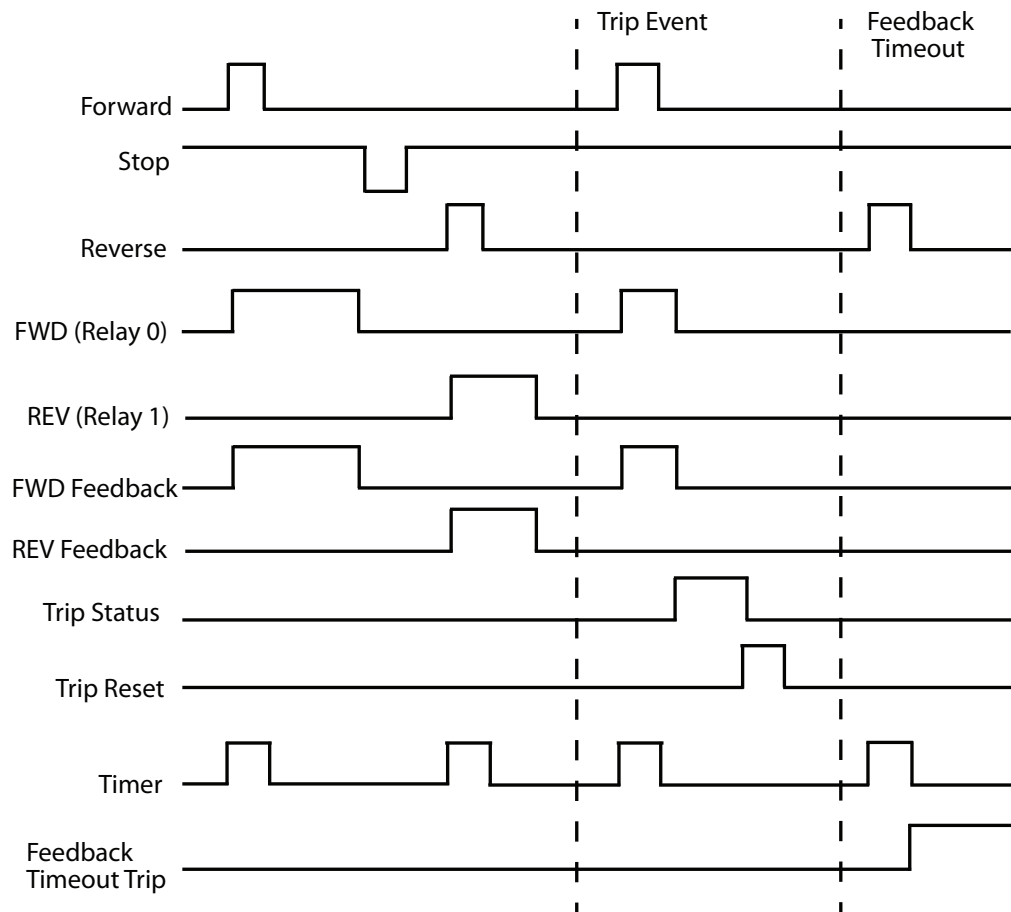 Trip Event
Feedback
Timeout
Forward
Stop
Reverse
FWD (Relay 0)
REV (Relay 1)
FWD Feedback
REV Feedback
Trip Status
Trip Reset
Timer
Feedback
Timeout Trip